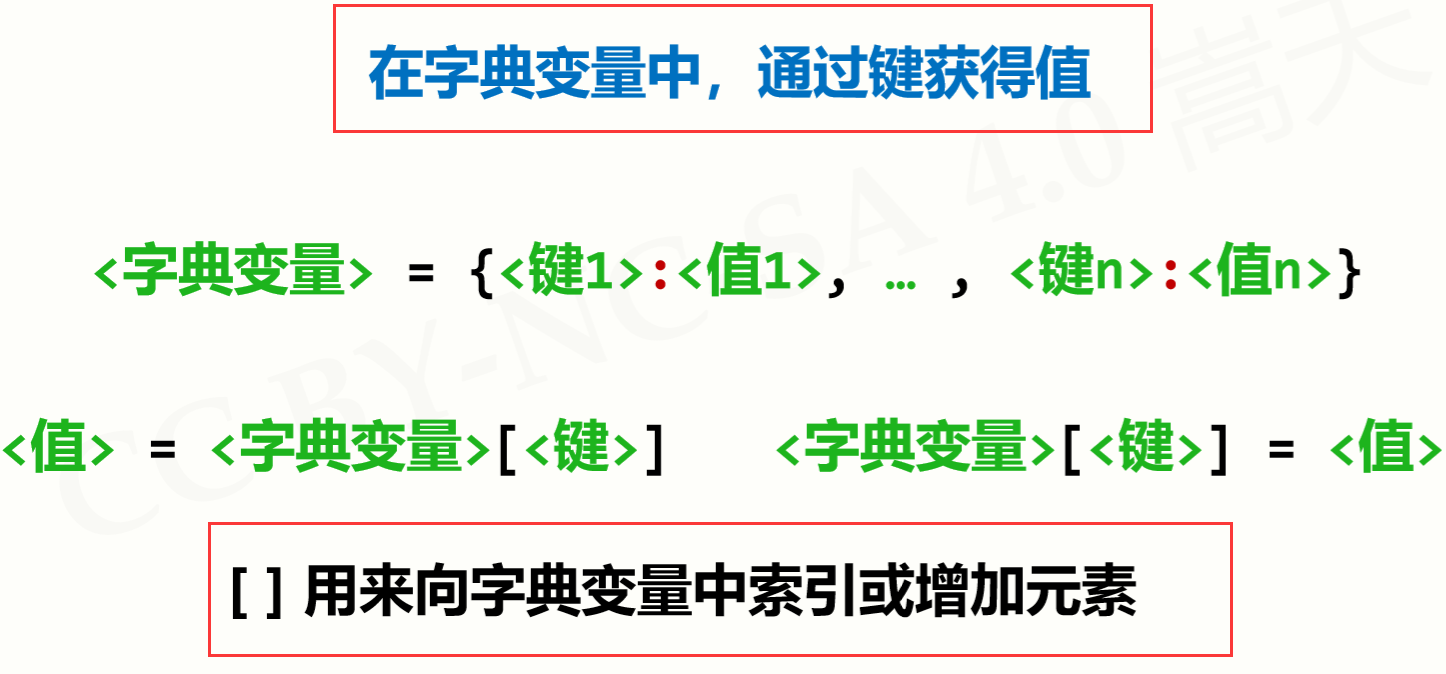 在字典变量中，通过键获得值
<字典变量> = {<键1>:<值1>, … , <键n>:<值n>}
<值> = <字典变量>[<键>] <字典变量>[<键>] = <值>
[ ] 用来向字典变量中索引或增加元素
CC BY-NC-SA 4.0 嵩天